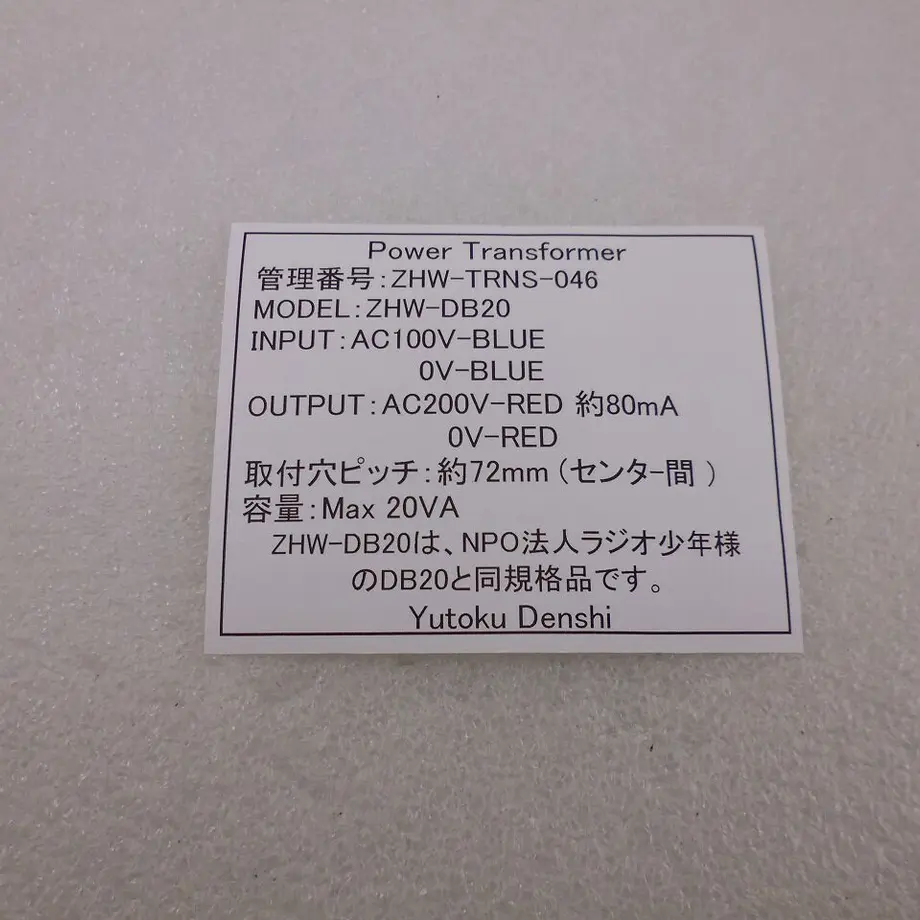 Power Transformer
管理番号：ZHW-TRNS-046
MODEL：ZHW-DB20
INPUT：AC100V-BLUE
0V-BLUE
OUTPUT：AC200V-RED 約80mA
0V-RED
取付穴ピッチ：約72mm（センタ-間 ）
容量：Max 20VA
ZHW-DB20は、NPO法人ラジオ少年様
のDB20と同規格品です。
Yutoku Denshi